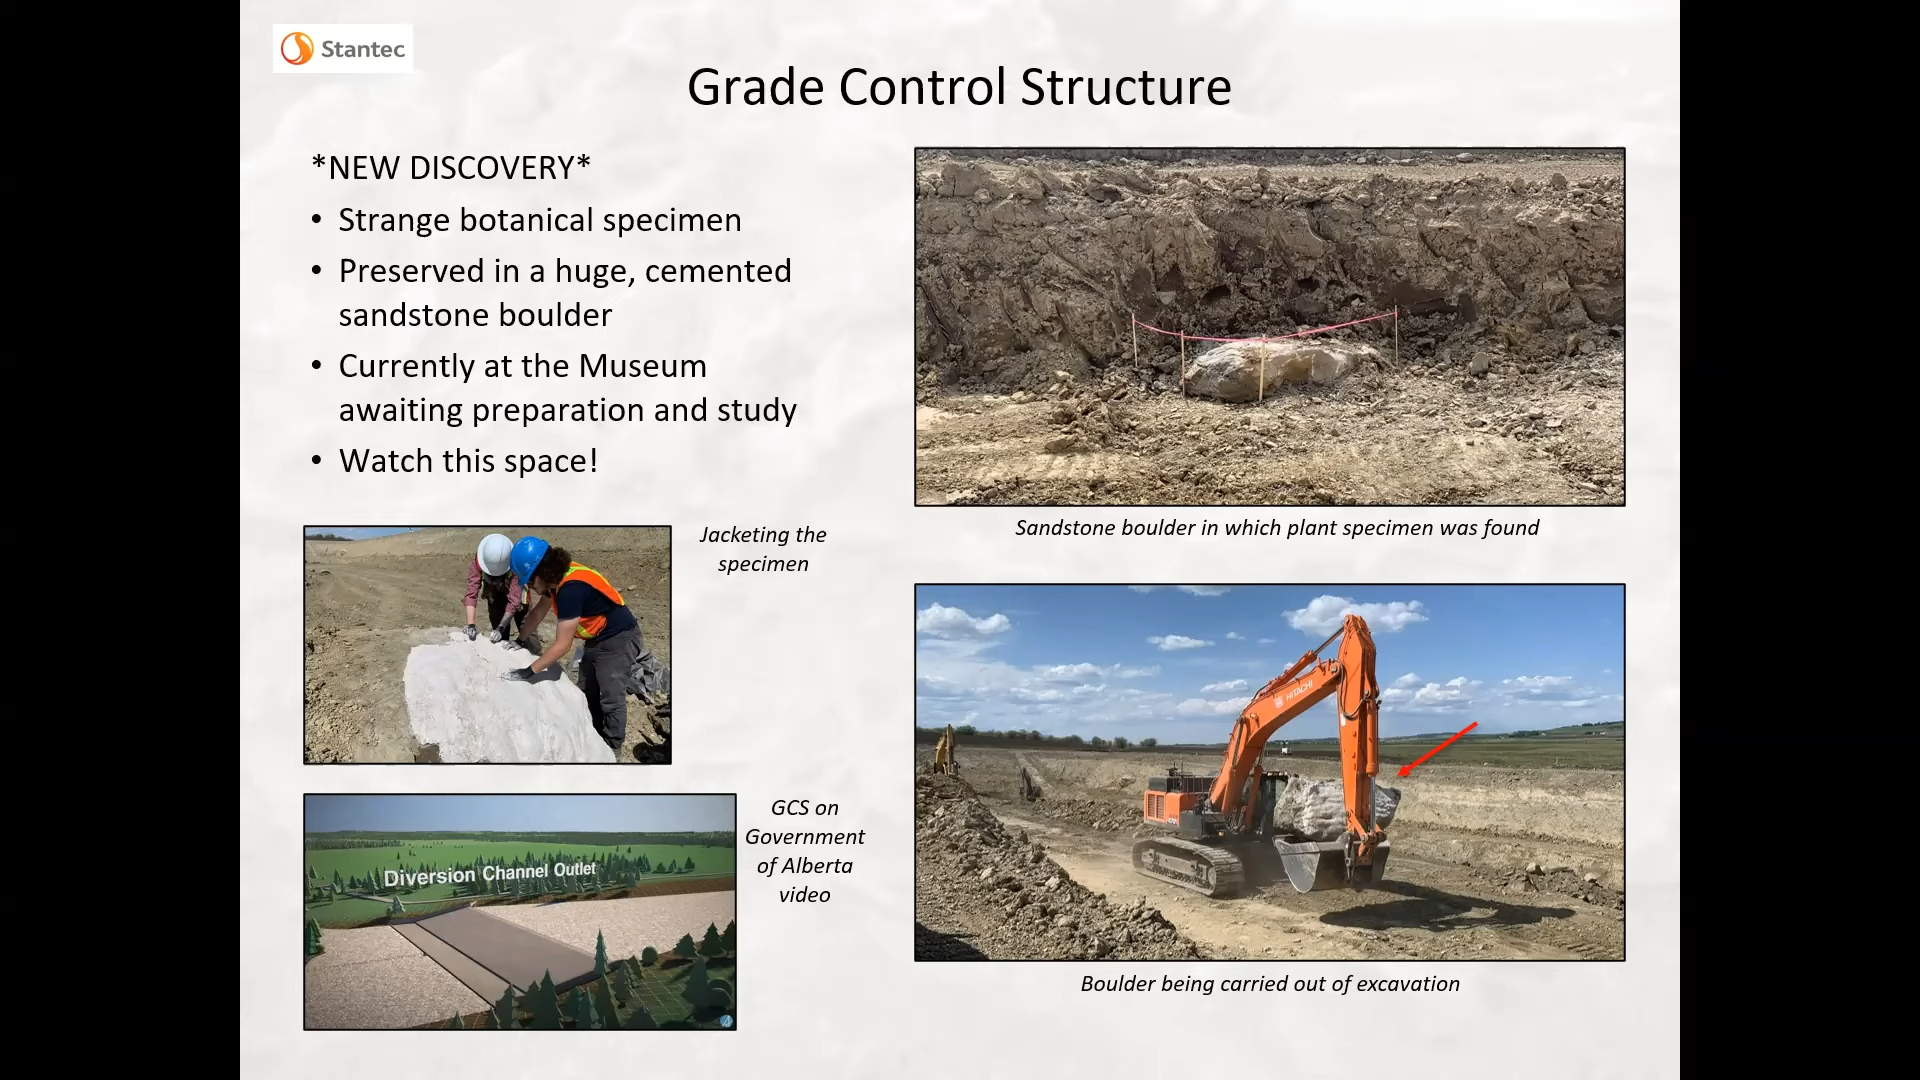 Stantec
Grade Control Structure
*NEW DISCOVERY*
• Strange botanical specimen
• Preserved in a huge, cemented
sandstone boulder
• Currently at the Museum
awaiting preparation and study
• Watch this space!
Sandstone boulder in which plant specimen was found
Jacketing the
specimen
HITACHI
Boulder being carried out of excavation
Diversion Channel Outlet
GCS on
Government
of Alberta
video